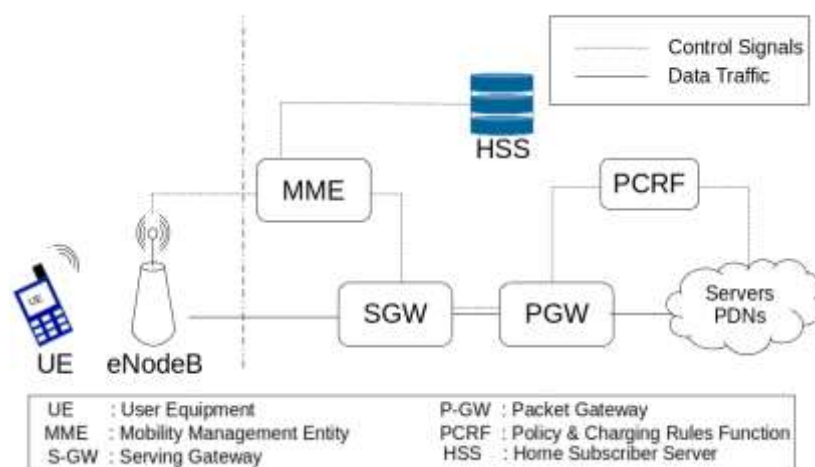 Control Signals
Data Traffic
HSS
MME
PCRF
UE
SGW
PGW
Servers
PDNs
UE
eNodeB
UE : User Equipment
MME : Mobility Management Entity
S-GW : Serving Gateway
P-GW : Packet Gateway
PCRF : Policy & Charging Rules Function
HSS : Home Subscriber Server